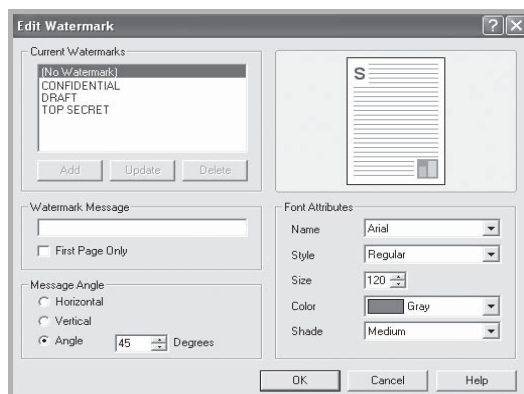 Edit Watermark
Current Watermarks
(No Watermark)
CONFIDENTIAL
DRAFT
TOP SECRET
Add Update Delete
S
Watermark Message
First Page Only
Message Angle
Horizontal
Vertical
Angle 45 Degrees
Font Attributes
Name Arial
Style Regular
Size 120
Color Gray
Shade Medium
OK Cancel Help